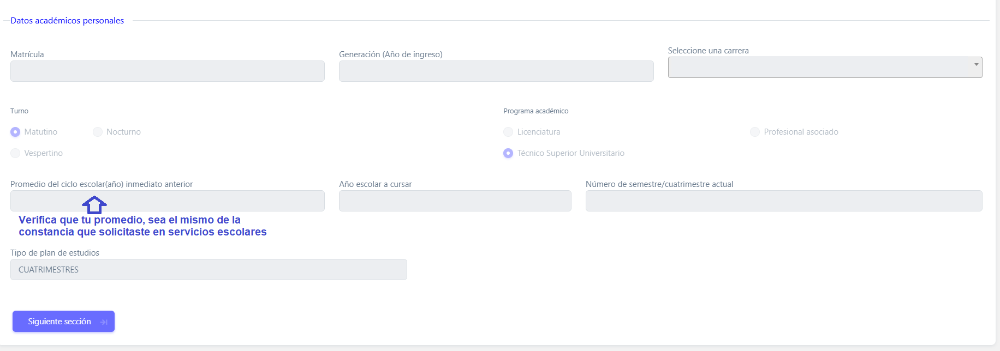 Datos académicos personales
Matrícula
Generación (Año de ingreso)
Seleccione una carrera
Turno
Programa académico
Matutino
Nocturno
Licenciatura
Profesional asociado
Vespertino
Técnico Superior Universitario
Promedio del ciclo escolar(año) inmediato anterior
Año escolar a cursar
Número de semestre/cuatrimestre actual
Verifica que tu promedio, sea el mismo de la
constancia que solicitaste en servicios escolares
Tipo de plan de estudios
CUATRIMESTRES
Siguiente sección